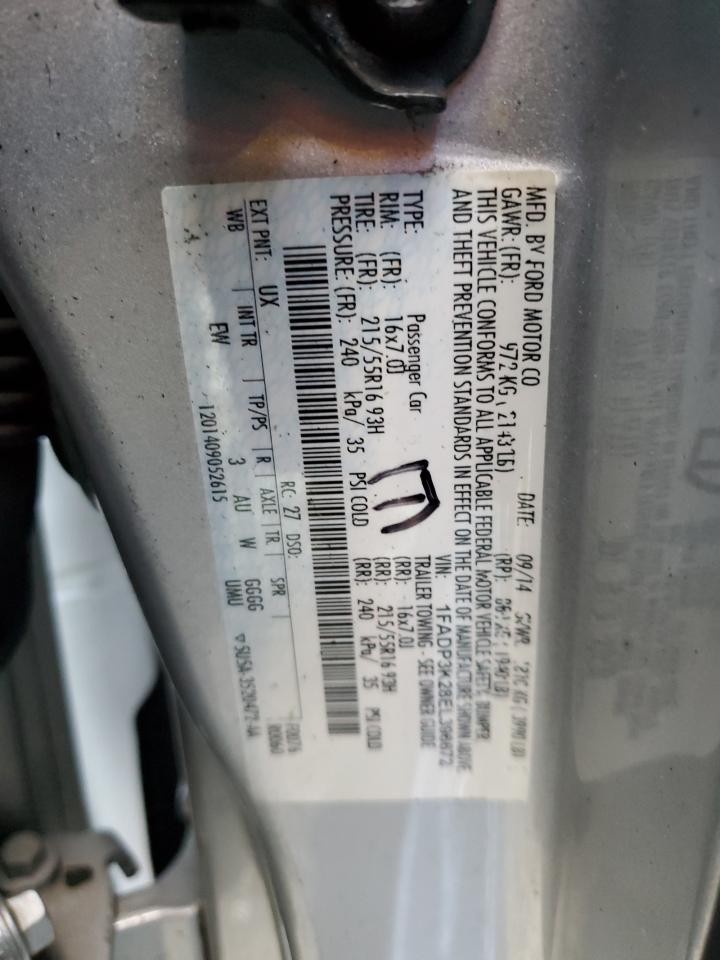 MFD. BY FORD MOTOR CO
DATE: 09/14
GAWR: (FR): 972 KG
(RR):
THIS VEHICLE CONFORMS TO ALL APPLICABLE FEDERAL MOTOR VEHICLE SAFETY, BUMPER
AND THEFT PREVENTION STANDARDS IN EFFECT ON THE DATE OF MANUFACTURE SHOWN ABOVE
VIN: 1FADP3K28EL396672
TYPE: Passenger Car
TRAILER TOWING - SEE OWNER GUIDE
RIM: (FR): 16x7.0J (RR): 16x7.0J
TIRE: (FR): 215/55R16 93H (RR): 215/55R16 93H
PRESSURE: (FR): 240 kPa/ 35 PSI COLD (RR): 240 kPa/ 35 PSI COLD
RC: 27 DSO:
EXT PNT: UX
INT TR TP/PS R AXLE TR SPR
WB EW 3 AU W GGGG
UMU
1201409052615